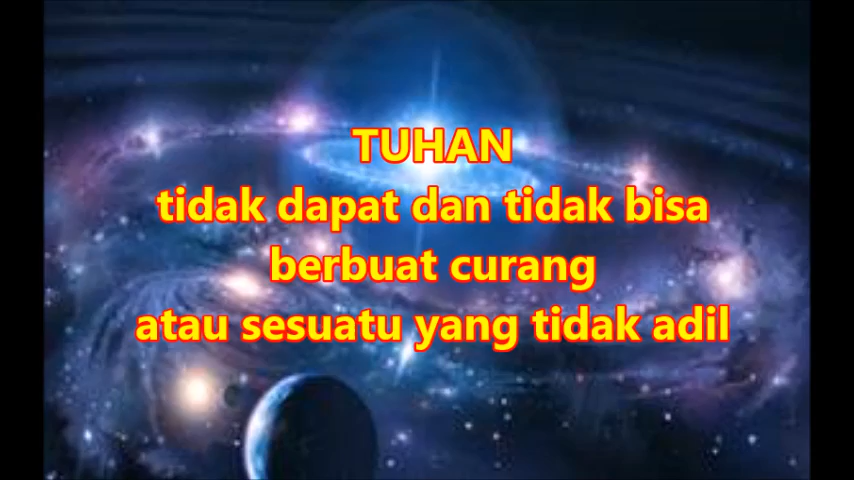 TUHAN
tidak dapat dan tidak bisa
berbuat curang
atau sesuatu yang tidak adil